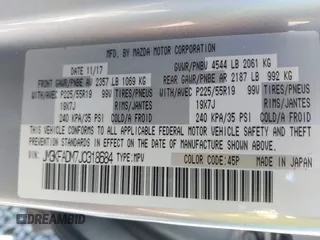 MFD. BY MAZDA MOTOR CORPORATION
DATE 11/17 GVWR/PNBV 4544 LB 2061 KG
FRONT GAWR/PNBE AV 2357 LB 1069 KG REAR GAWR/PNBE AR 2187 LB 992 KG
WITH/AVEC P225/55R19 99V TIRES/PNEUS WITH/AVEC P225/55R19 99V TIRES/PNEUS
19X7J RIMS/JANTES 19X7J RIMS/JANTES
240 KPA/35 PSI COLD/A FROID 240 KPA/35 PSI COLD/A FROID
THIS VEHICLE CONFORMS TO ALL APPLICABLE FEDERAL MOTOR VEHICLE
SAFETY, BUMPER, AND THEFT PREVENTION STANDARDS IN EFFECT
ON THE DATE OF MANUFACTURE SHOWN ABOVE.
VIN: JM3KFADM7J0318684 TYPE:MPV
COLOR CODE:45P MADE IN JAPAN
DREAMBID